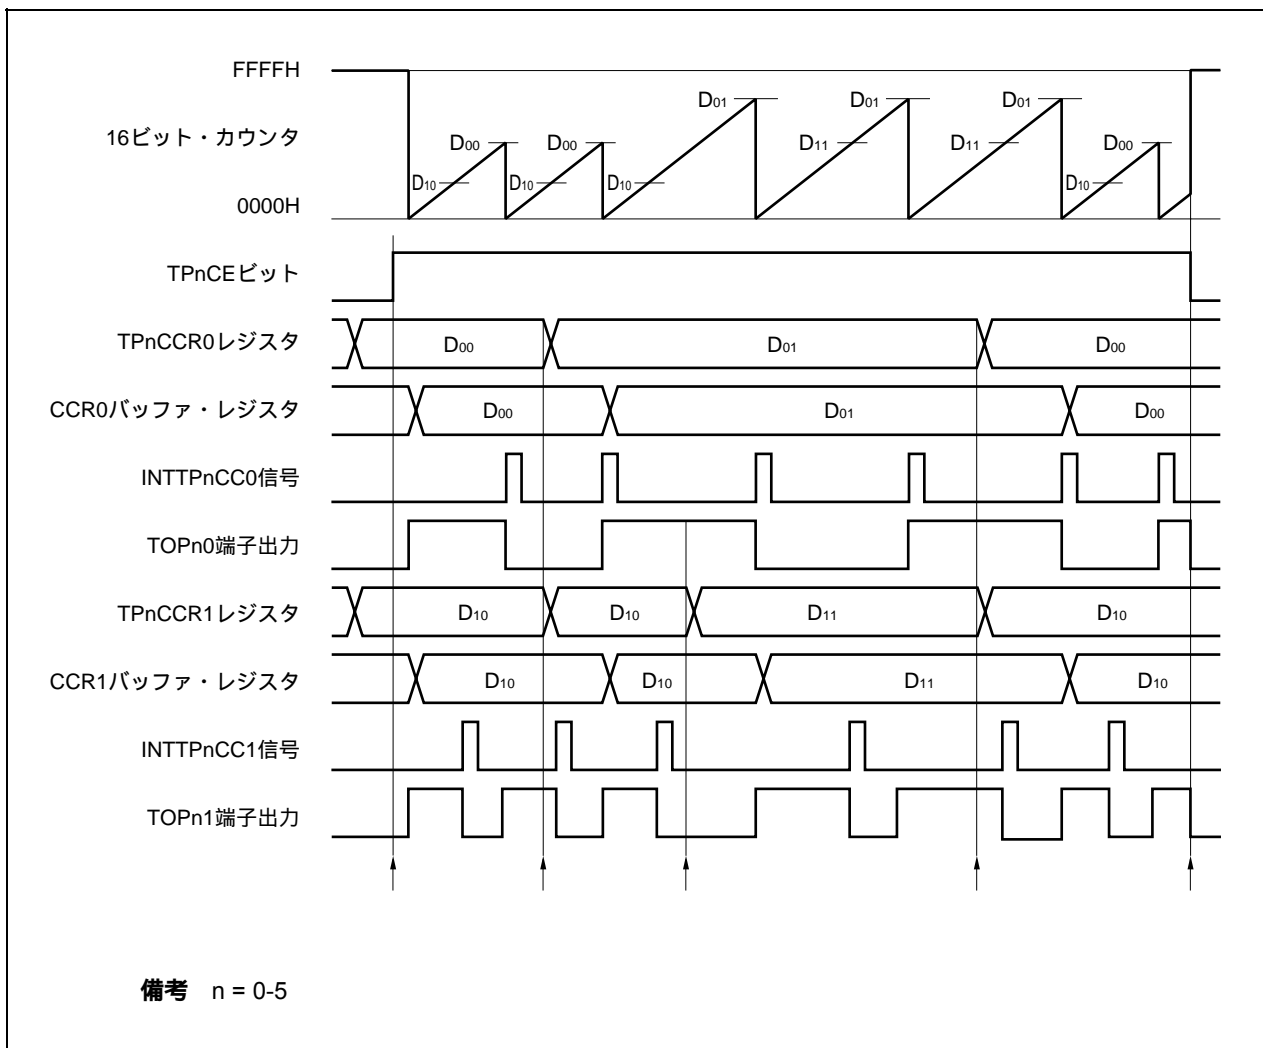 FFFFH
D01 D01 D01
16ビット・カウンタ
D00 D00 D11 D11 D00
D10 D10 D10 D10
0000H
TPnCEビット
TPnCCR0レジスタ D00 D01 D00
CCR0バッファ・レジスタ D00 D01 D00
INTTPnCC0信号
TOPn0端子出力
TPnCCR1レジスタ D10 D10 D11 D10
CCR1バッファ・レジスタ D10 D10 D11 D10
INTTPnCC1信号
TOPn1端子出力
備考 n = 0-5